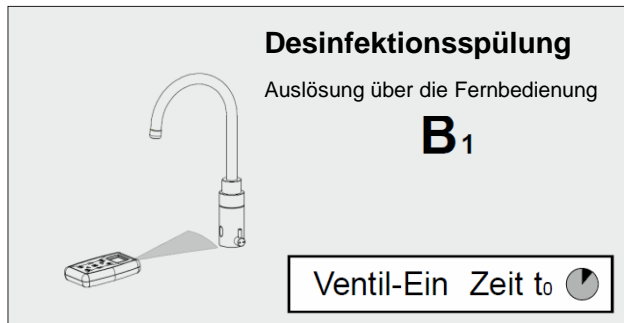 Desinfektionsspülung
Auslösung über die Fernbedienung
B1
Ventil-Ein Zeit t0